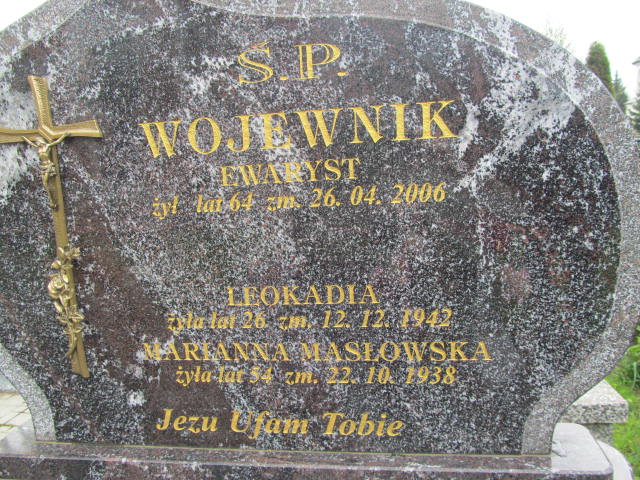 Ś.P.
WOJEWNIK
EWARYST
żył lat 64 zm. 26. 04. 2006
LEOKADIA
żyła lat 26 zm. 12. 12. 1942
MARIANNA MASŁOWSKA
żyła lat 54 zm. 22. 10. 1938
Jezu Ufam Tobie